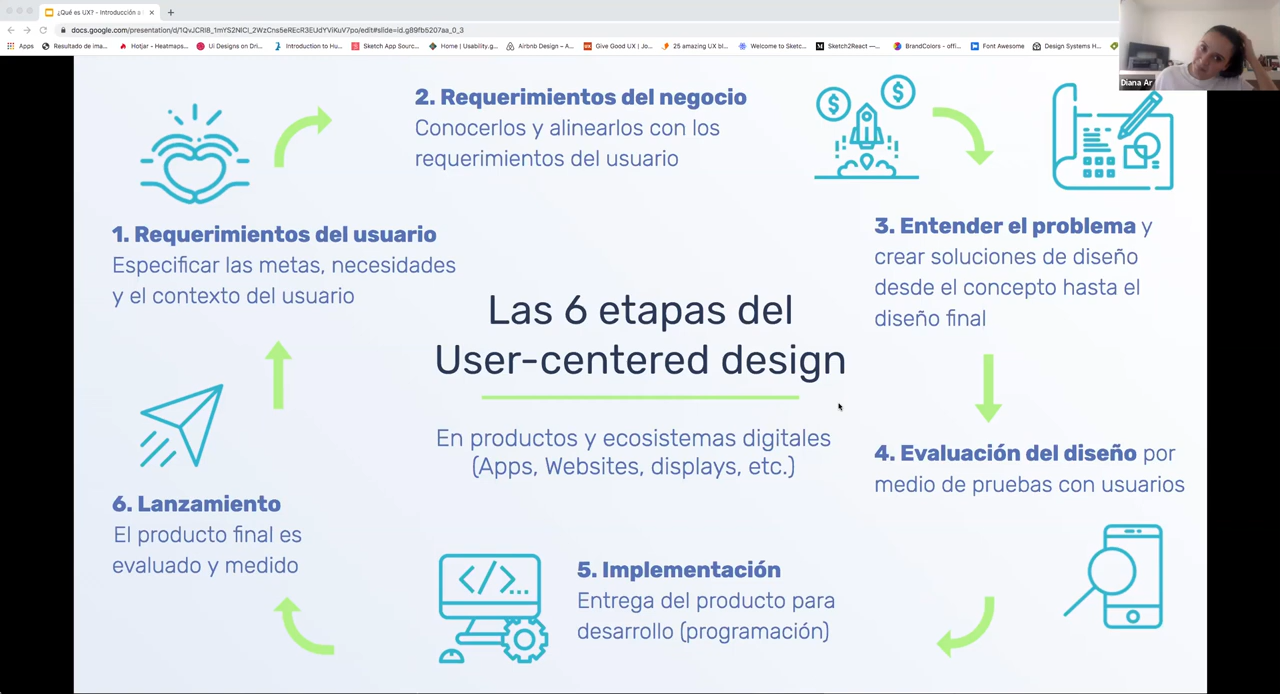 ¿Qué es UX? - Introducción a
docs.google.com/presentation/d/
Apps
Resultado de ima...
Hotjar - Heatmaps...
Ui Designs on Dri...
Introduction to Hu...
Sketch App Sourc...
Home | Usability.g...
Airbnb Design - A...
Give Good UX | Jo...
25 amazing UX bl...
Welcome to Sketc...
Sketch2React —...
BrandColors - offi...
Font Awesome
Design Systems H...
Diana Ar
2. Requerimientos del negocio
Conocerlos y alinearlos con los
requerimientos del usuario
1. Requerimientos del usuario
Especificar las metas, necesidades
y el contexto del usuario
3. Entender el problema y
crear soluciones de diseño
desde el concepto hasta el
diseño final
Las 6 etapas del
User-centered design
En productos y ecosistemas digitales
(Apps, Websites, displays, etc.)
4. Evaluación del diseño por
medio de pruebas con usuarios
6. Lanzamiento
El producto final es
evaluado y medido
5. Implementación
Entrega del producto para
desarrollo (programación)